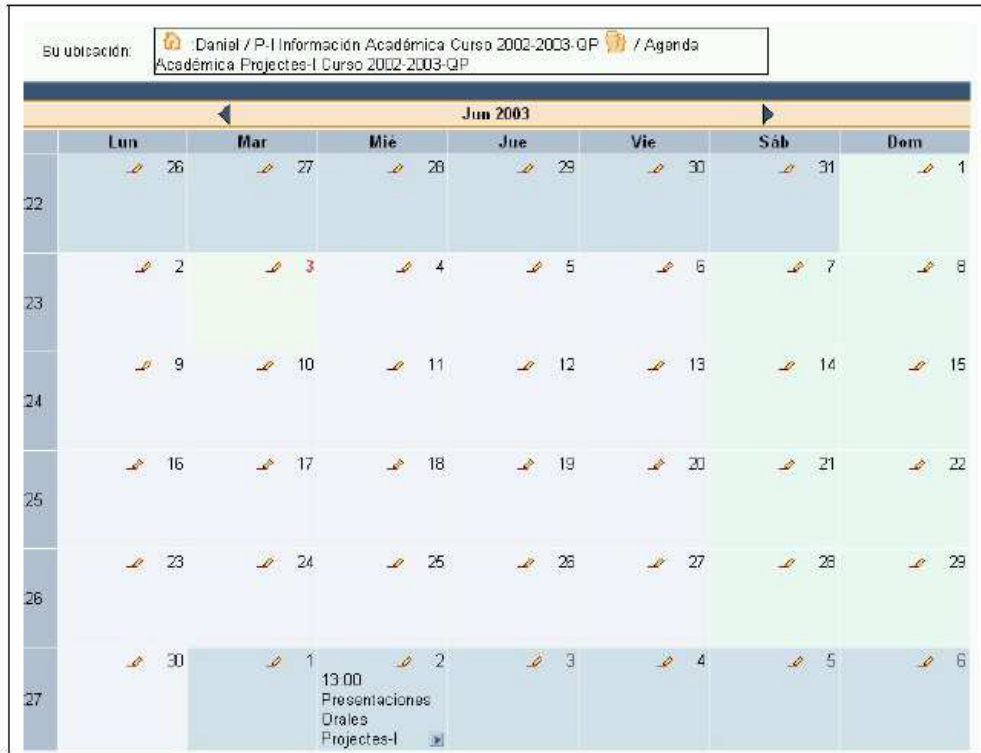 Su ubicación: :Daniel / P-I Información Académica Curso 2002-2003-QP / Agenda
Académica Projectes-I Curso 2002-2003-QP
Jun 2003
Lun Mar Mié Jue Vie Sáb Dom
22 26 27 28 29 30 31 1
23 2 3 4 5 6 7 8
24 9 10 11 12 13 14 15
25 16 17 18 19 20 21 22
26 23 24 25 26 27 28 29
27 30 1 2 3 4 5 6
13:00
Presentaciones
Orales
Projectes-I